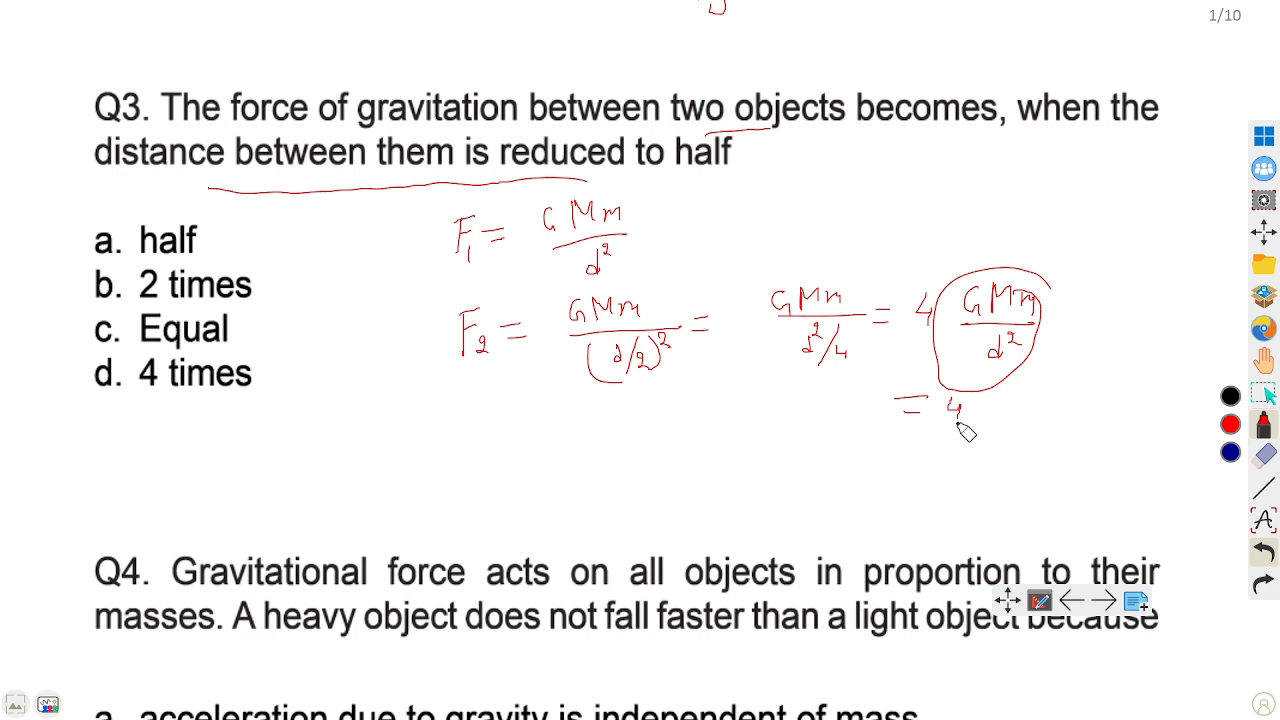 1/10
Q3. The force of gravitation between two objects becomes, when the
distance between them is reduced to half
a. half
b. 2 times
c. Equal
d. 4 times
F₁ = GMm/d²
F₂ = GMm/(d/2)² = GMm/d²/4 = 4 GMm/d²
= 4
Q4. Gravitational force acts on all objects in proportion to their
masses. A heavy object does not fall faster than a light object because
a. acceleration due to gravity is independent of mass